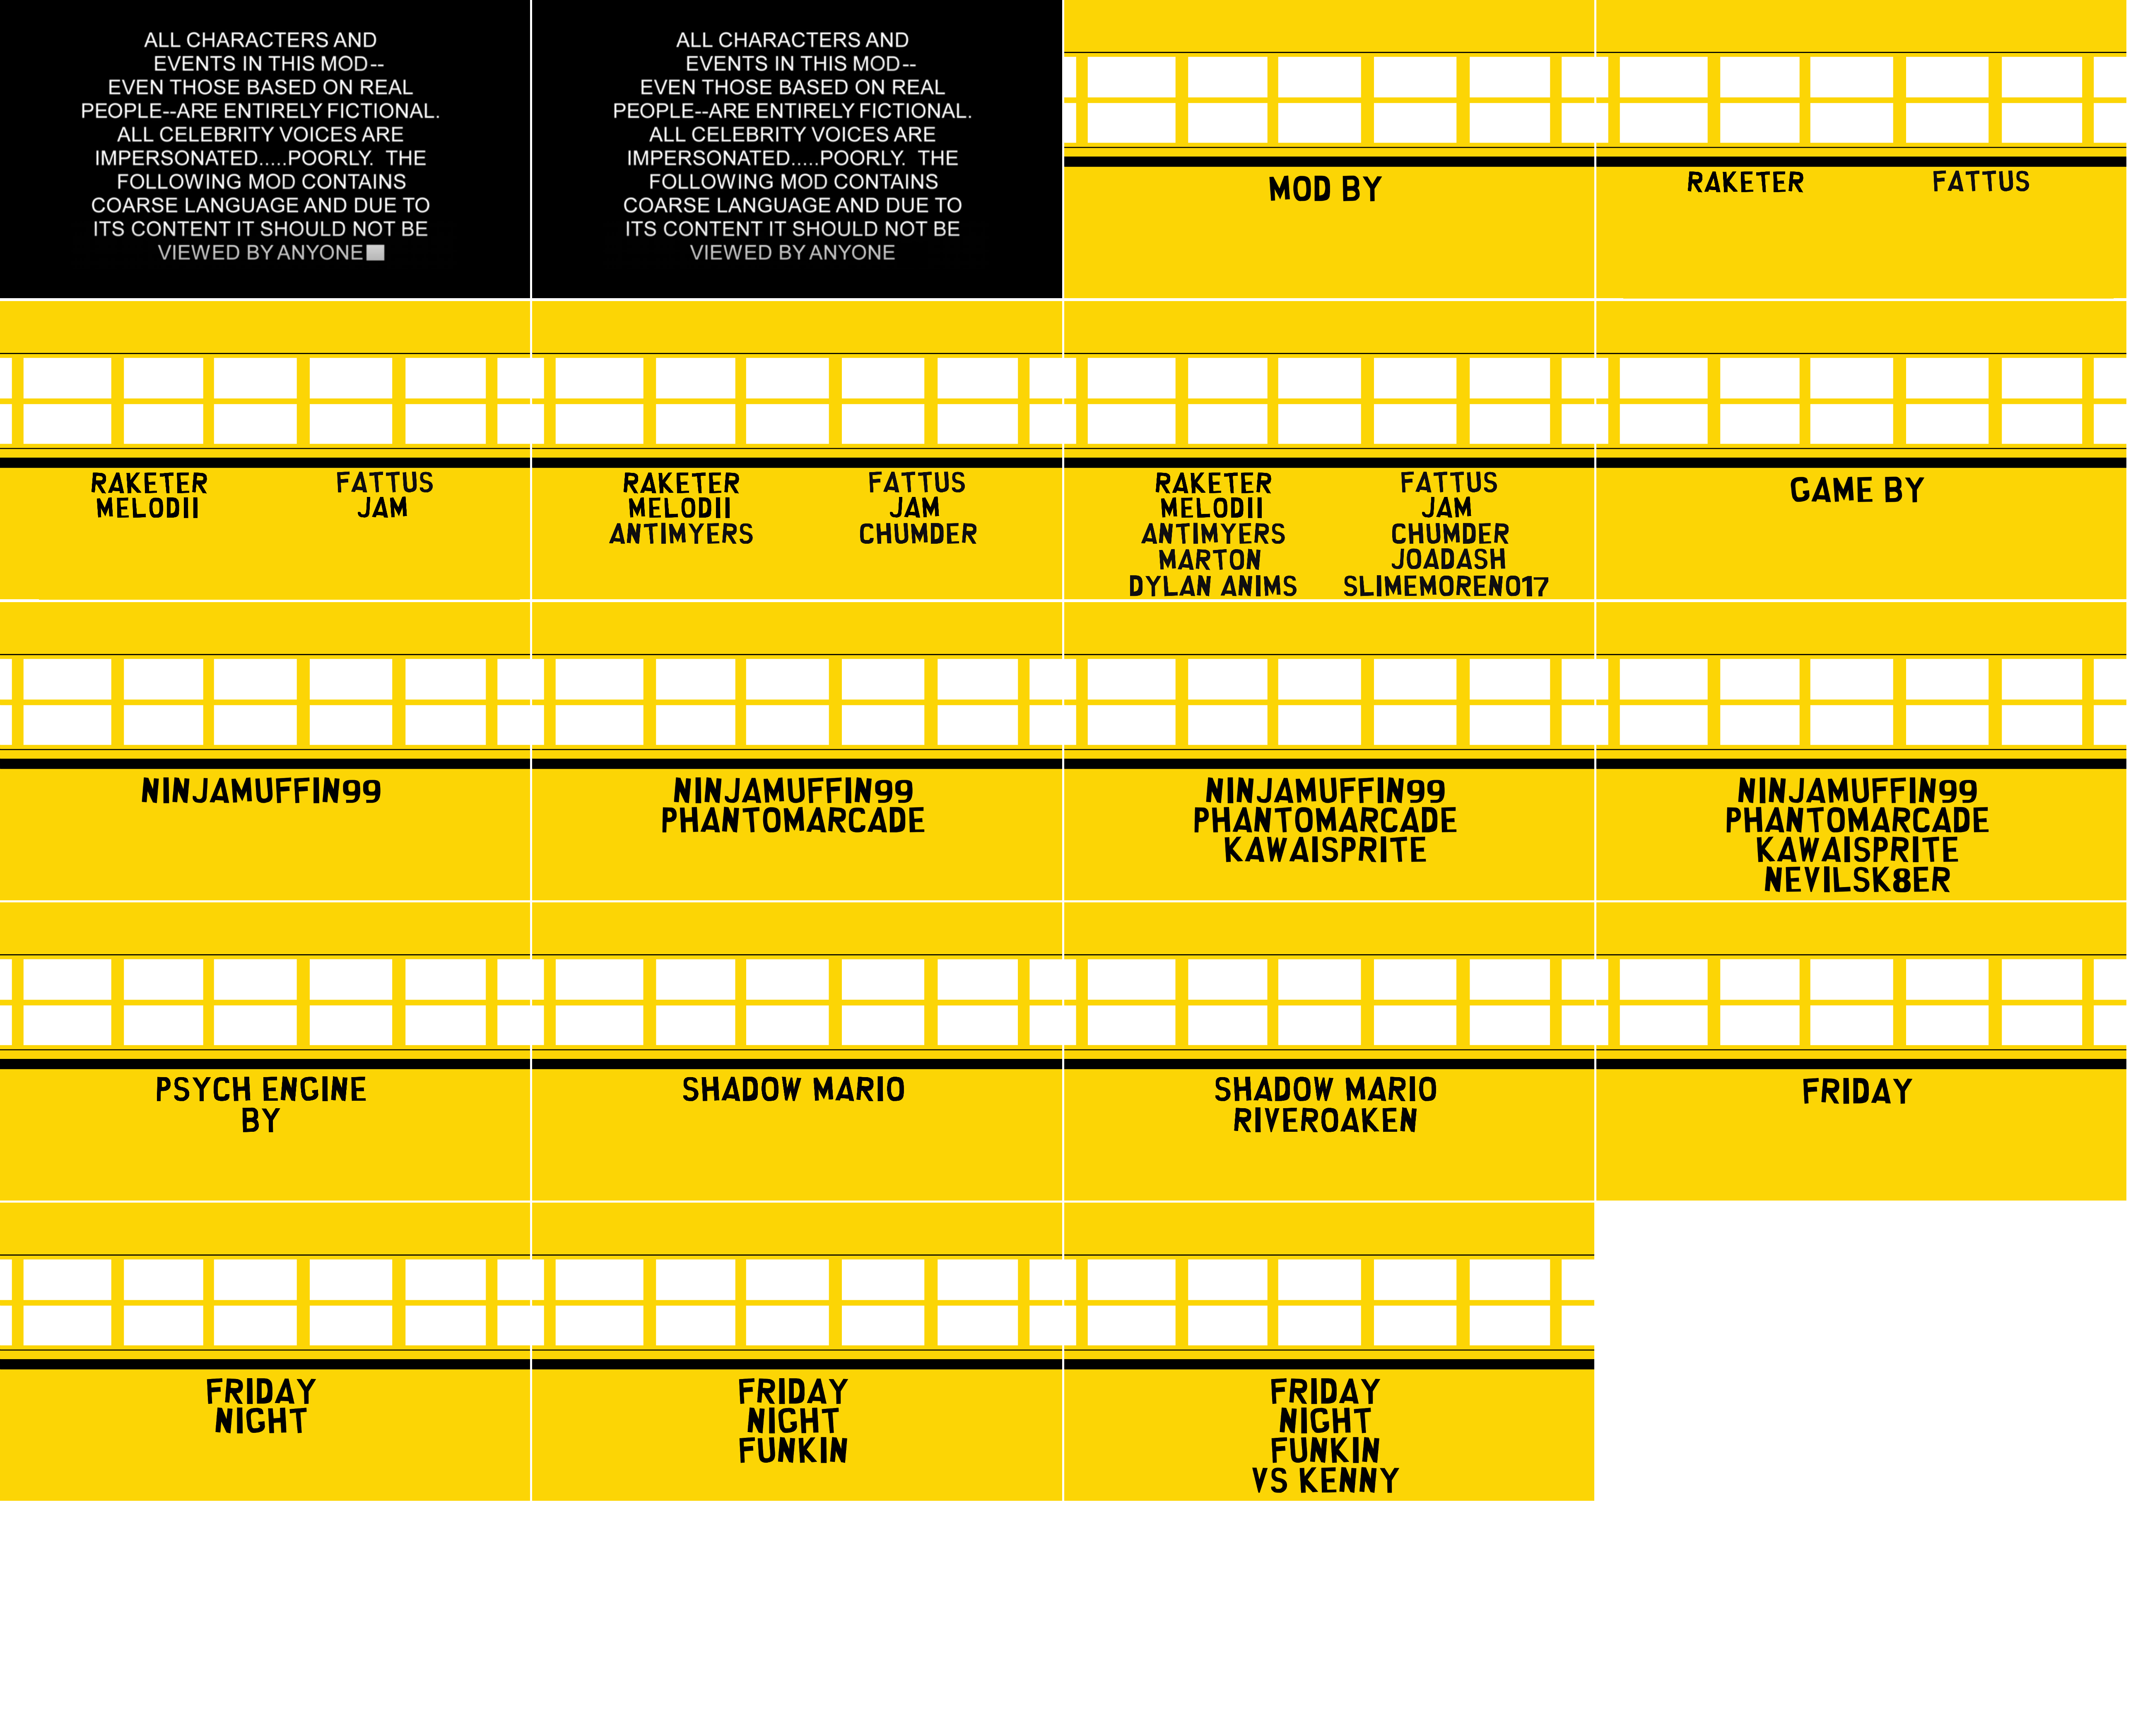 ALL CHARACTERS AND
EVENTS IN THIS MOD--
EVEN THOSE BASED ON REAL
PEOPLE--ARE ENTIRELY FICTIONAL.
ALL CELEBRITY VOICES ARE
IMPERSONATED.....POORLY. THE
FOLLOWING MOD CONTAINS
COARSE LANGUAGE AND DUE TO
ITS CONTENT IT SHOULD NOT BE
VIEWED BY ANYONE
ALL CHARACTERS AND
EVENTS IN THIS MOD--
EVEN THOSE BASED ON REAL
PEOPLE--ARE ENTIRELY FICTIONAL.
ALL CELEBRITY VOICES ARE
IMPERSONATED.....POORLY. THE
FOLLOWING MOD CONTAINS
COARSE LANGUAGE AND DUE TO
ITS CONTENT IT SHOULD NOT BE
VIEWED BY ANYONE
MOD BY
RAKETER FATTUS
RAKETER FATTUS
MELODII JAM
RAKETER FATTUS
MELODII JAM
ANTIMYERS CHUMDER
RAKETER FATTUS
MELODII JAM
ANTIMYERS CHUMDER
MARTON JOADASH
DYLAN ANIMS SLIMEMORENO17
GAME BY
NINJAMUFFIN99
NINJAMUFFIN99
PHANTOMARCADE
NINJAMUFFIN99
PHANTOMARCADE
KAWAISPRITE
NINJAMUFFIN99
PHANTOMARCADE
KAWAISPRITE
NEVILSK8ER
PSYCH ENGINE
BY
SHADOW MARIO
SHADOW MARIO
RIVEROAKEN
FRIDAY
FRIDAY
NIGHT
FRIDAY
NIGHT
FUNKIN
FRIDAY
NIGHT
FUNKIN
VS KENNY